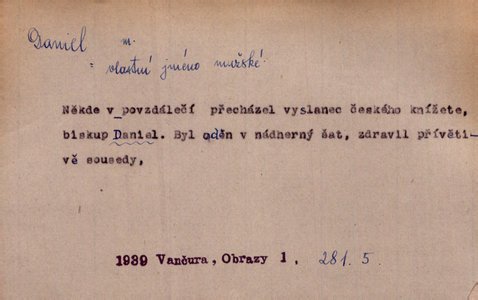 Daniel m.
= vlastní jméno mužské.
Někde v povzdálečí přecházel vyslanec českého knížete,
biskup Daniel. Byl oděn v nádherný šat, zdravil přívěti-
vě sousedy,
1939 Vančura, Obrazy 1, 281. 5.